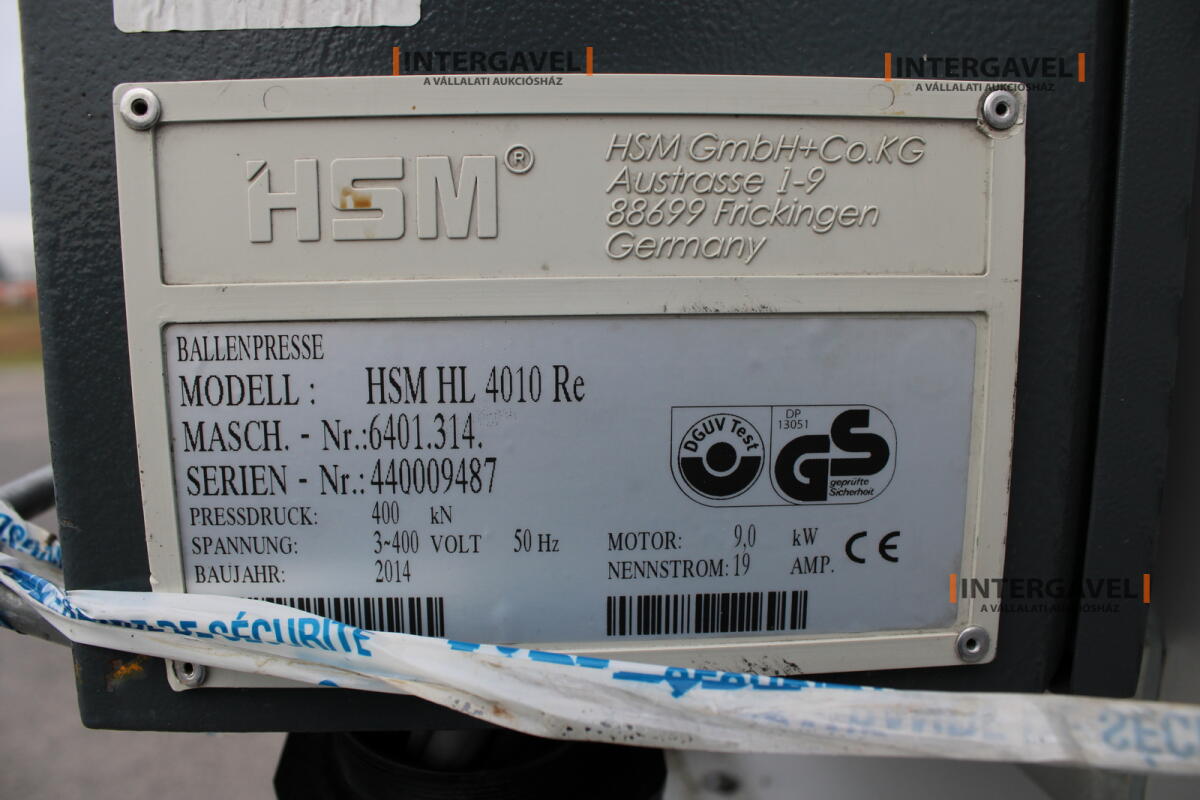 INTERGAVEL
A VÁLLALATI AUKCIÓSHÁZ
INTERGAVEL
A VÁLLALATI AUKCIÓSHÁZ
HSM®
HSM GmbH+Co.KG
Austrasse 1-9
88699 Frickingen
Germany
BALLENPRESSE
MODELL : HSM HL 4010 Re
MASCH. - Nr.:6401.314.
SERIEN - Nr.: 440009487
PRESSDRUCK: 400 kN
SPANNUNG: 3~400 VOLT 50 Hz
BAUJAHR: 2014
DGUV Test
DP
13051
GS
geprüfte
Sicherheit
MOTOR: 9,0 kW
NENNSTROM: 19 AMP.
CE
INTERGAVEL
A VÁLLALATI AUKCIÓSHÁZ
DE-SÉCURITE